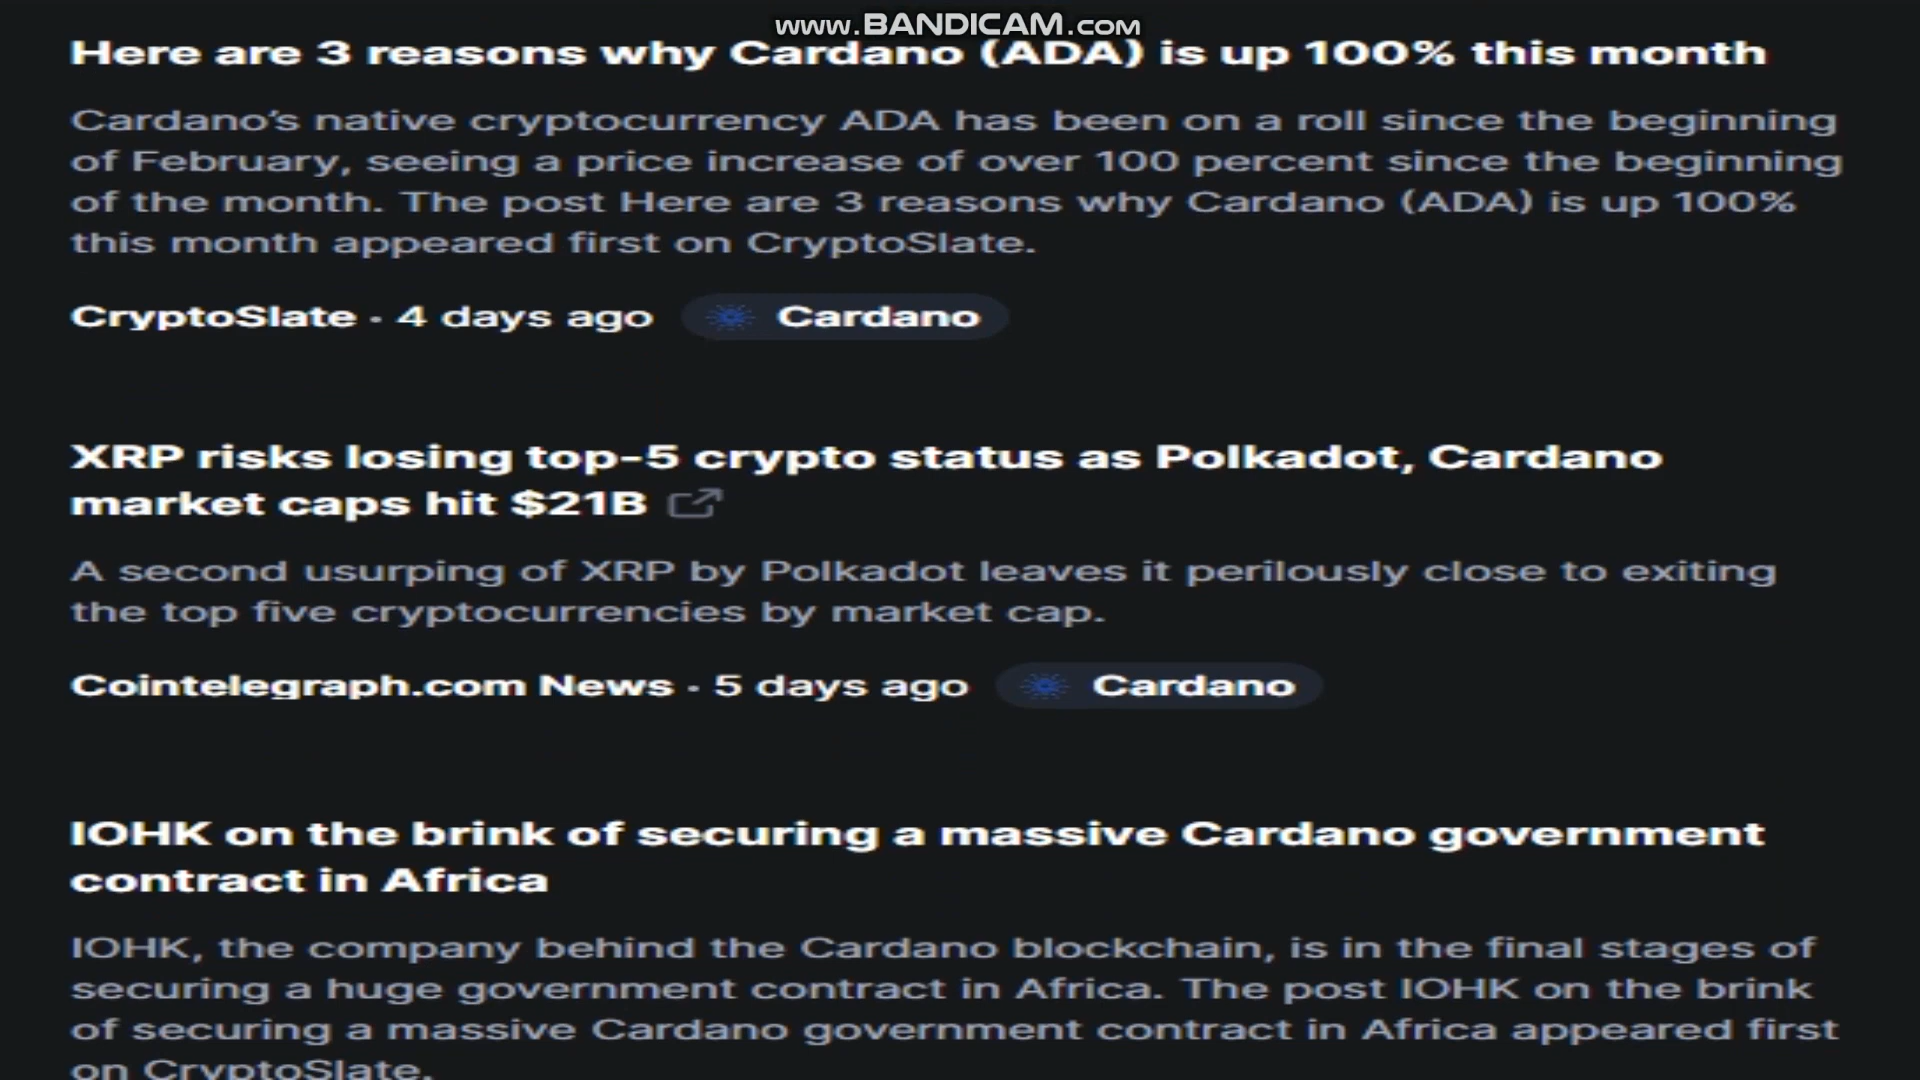 www.BANDICAM.com
Here are 3 reasons why Cardano (ADA) is up 100% this month
Cardano’s native cryptocurrency ADA has been on a roll since the beginning
of February, seeing a price increase of over 100 percent since the beginning
of the month. The post Here are 3 reasons why Cardano (ADA) is up 100%
this month appeared first on CryptoSlate.
CryptoSlate · 4 days ago Cardano
XRP risks losing top-5 crypto status as Polkadot, Cardano
market caps hit $21B
A second usurping of XRP by Polkadot leaves it perilously close to exiting
the top five cryptocurrencies by market cap.
Cointelegraph.com News · 5 days ago Cardano
IOHK on the brink of securing a massive Cardano government
contract in Africa
IOHK, the company behind the Cardano blockchain, is in the final stages of
securing a huge government contract in Africa. The post IOHK on the brink
of securing a massive Cardano government contract in Africa appeared first
on CryptoSlate.